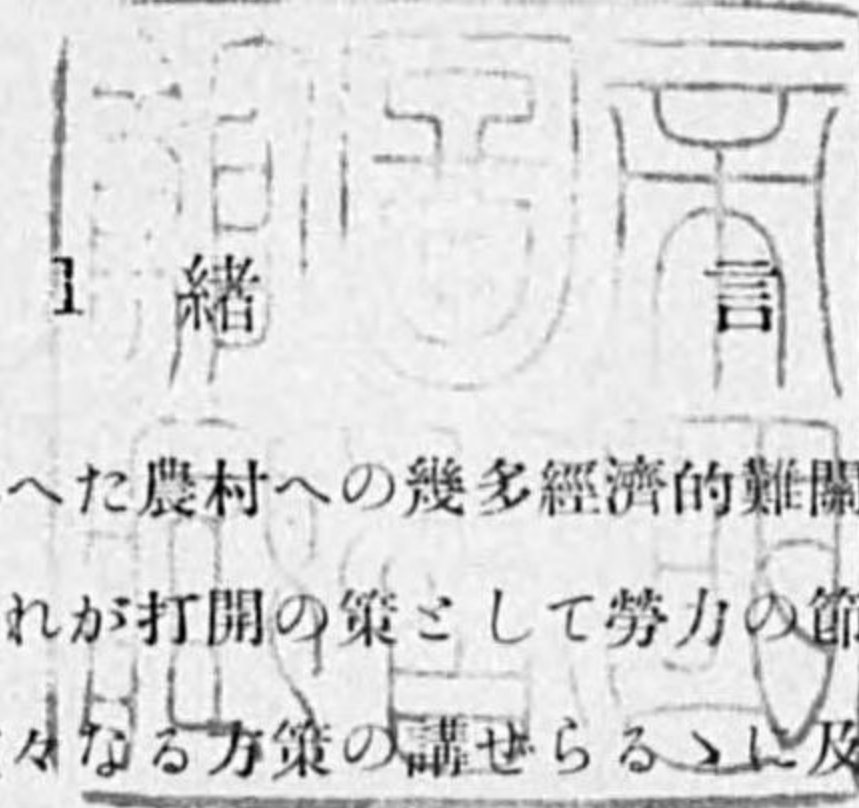 1 緒言
へた農村への幾多經濟的難關
れが打開の策として勞力の節
々なる方策の講ぜらるゝに及